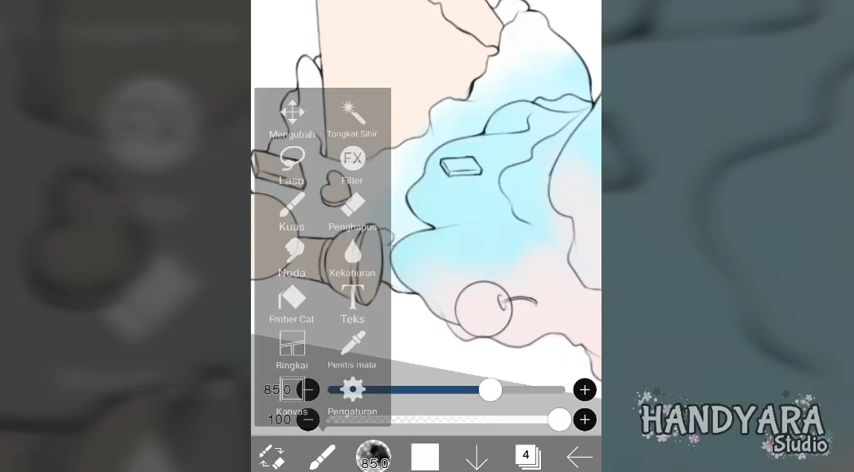 Mengubah
Tongkat Sihir
Laso
FX
Filter
Kuas
Penghapus
Noda
Kekaburan
Ember Cat
T
Teks
Ringkai
Penitis mata
85.0
Kanvas
Pengaturan
100
85.0
4
HANDYARA
Studio